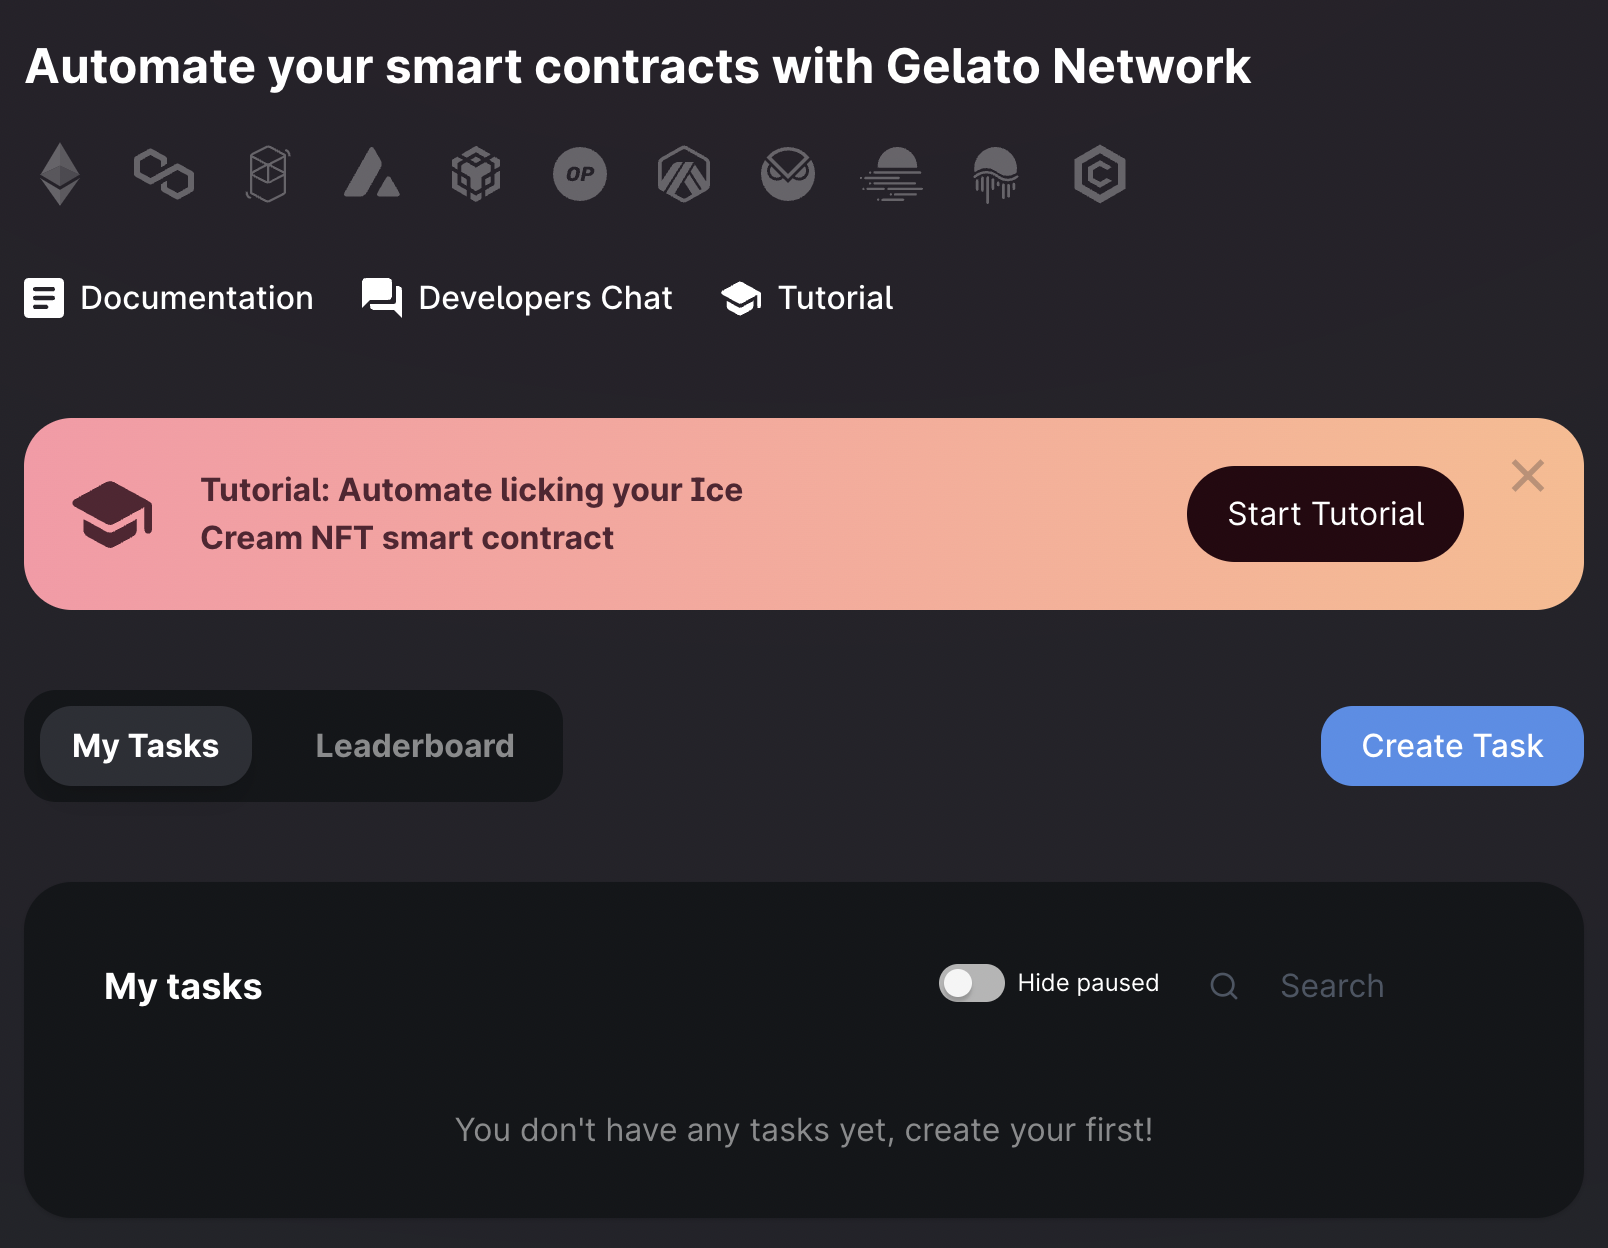 Automate your smart contracts with Gelato Network
OP
Documentation
Developers Chat
Tutorial
Tutorial: Automate licking your Ice
Cream NFT smart contract
Start Tutorial
My Tasks
Leaderboard
Create Task
My tasks
Hide paused
Search
You don't have any tasks yet, create your first!